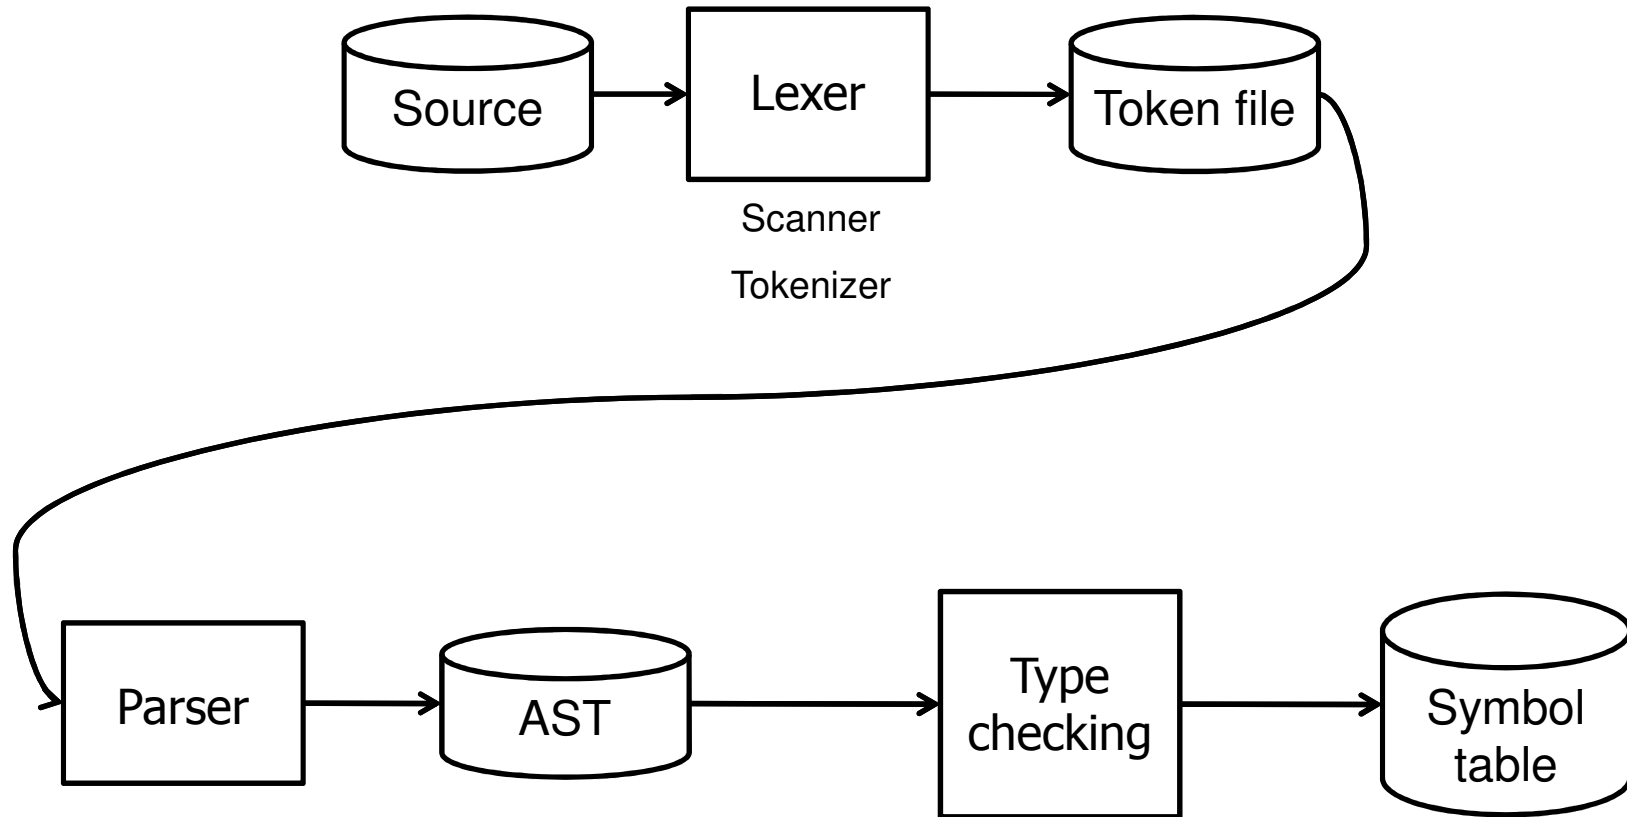 Source
Lexer
Token file
Scanner
Tokenizer
Parser
AST
Type
checking
Symbol
table